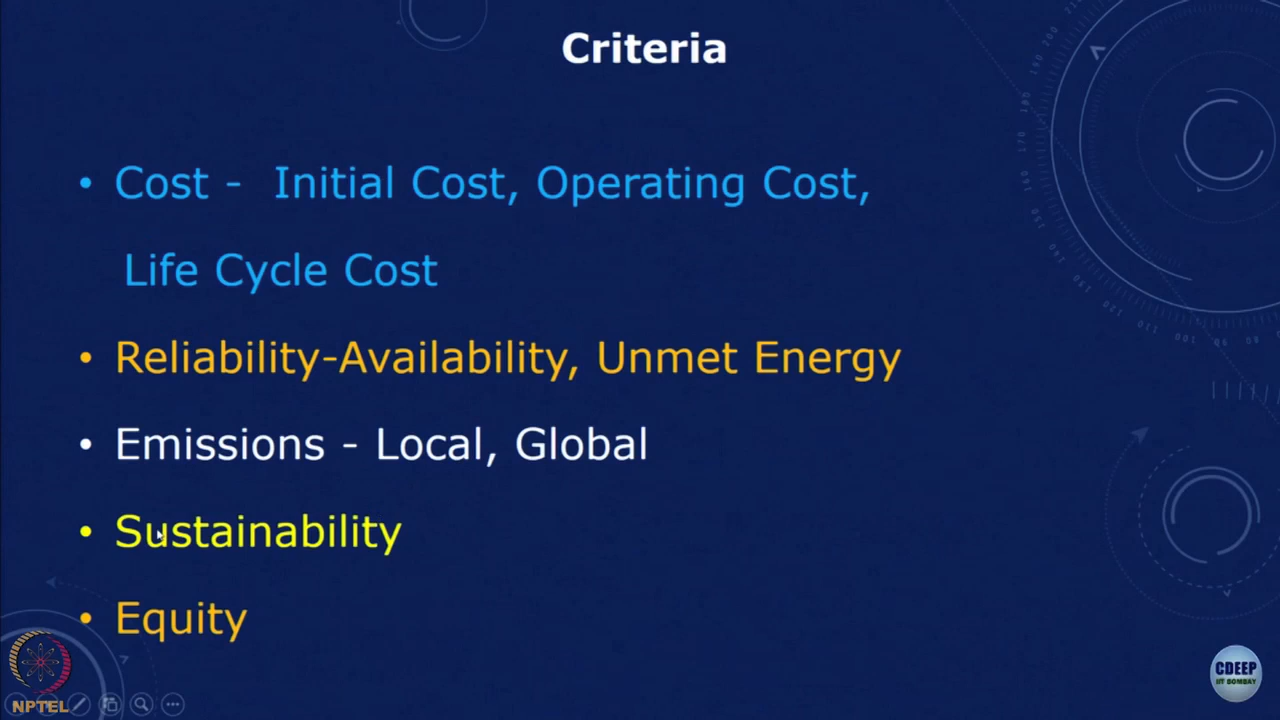 Criteria
• Cost - Initial Cost, Operating Cost,
Life Cycle Cost
• Reliability-Availability, Unmet Energy
• Emissions - Local, Global
• Sustainability
• Equity
NPTEL
CDEEP
IIT BOMBAY